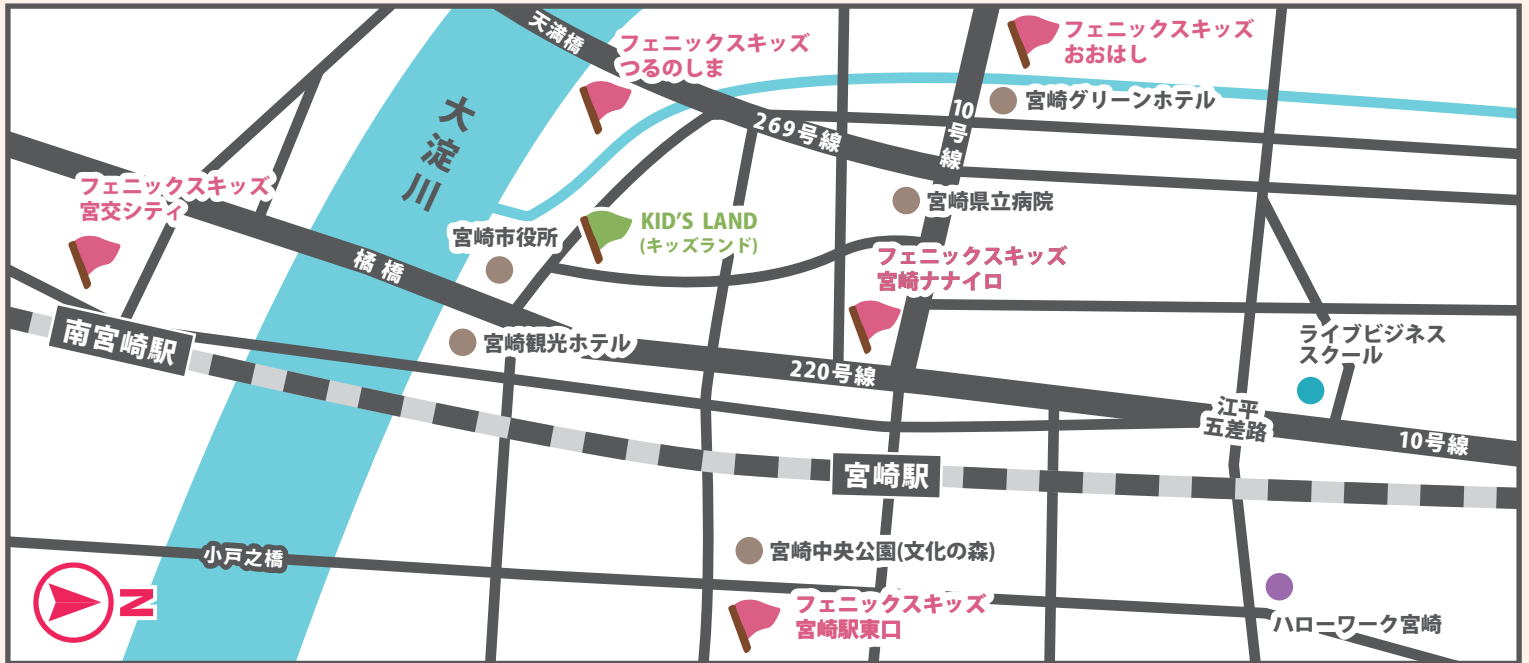 天満橋
フェニックスキッズ
つるのしま
フェニックスキッズ
おおはし
大淀川
269号線
10号線
宮崎グリーンホテル
フェニックスキッズ
宮交シティ
宮崎市役所
KID'S LAND
(キッズランド)
宮崎県立病院
橘橋
フェニックスキッズ
宮崎ナナイロ
南宮崎駅
宮崎観光ホテル
220号線
ライブビジネス
スクール
江平
五差路
10号線
宮崎駅
小戸之橋
宮崎中央公園(文化の森)
フェニックスキッズ
宮崎駅東口
ハローワーク宮崎
N